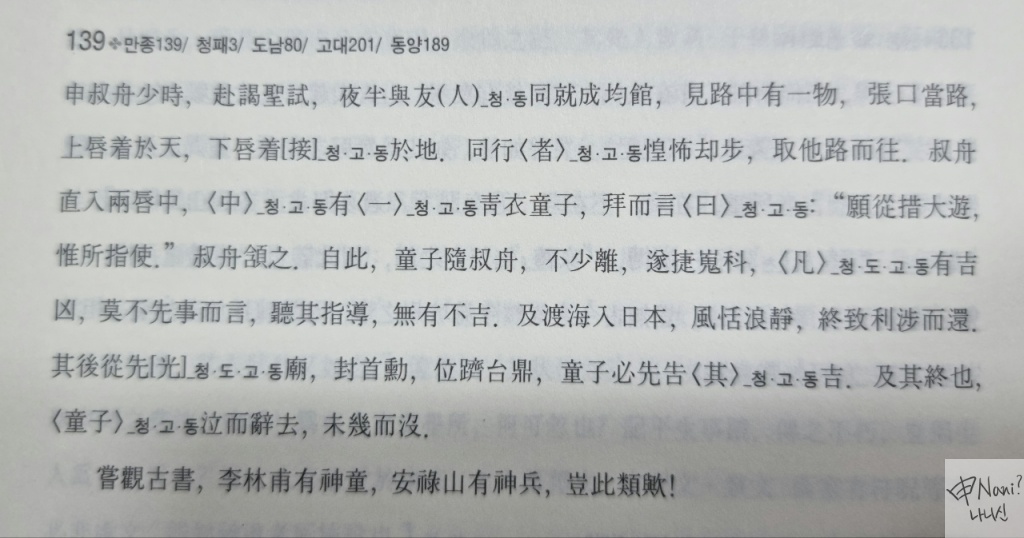 139÷만종139/ 청패3/ 도남80/ 고대201/ 동양189
申叔舟少時, 赴謁聖試, 夜半與友(人)_청·동同就成均館, 見路中有一物, 張口當路,
上唇着於天, 下唇着[接]_청·고·동於地. 同行〈者〉_청·고·동惶怖却步, 取他路而往. 叔舟
直入兩唇中, 〈中〉_청·고·동有〈一〉_청·고·동靑衣童子, 拜而言〈曰〉_청·고·동: “願從措大遊,
惟所指使.” 叔舟頷之. 自此, 童子隨叔舟, 不少離, 遂捷嵬科, 〈凡〉_청·도·고·동有吉
凶, 莫不先事而言, 聽其指導, 無有不吉. 及渡海入日本, 風恬浪靜, 終致利涉而還.
其後從先[光]_청·도·고·동廟, 封首勳, 位躋台鼎, 童子必先告〈其〉_청·고·동吉. 及其終也,
〈童子〉_청·고·동泣而辭去, 未幾而沒.
嘗觀古書, 李林甫有神童, 安祿山有神兵, 豈此類歟!
申Nani?
나니신